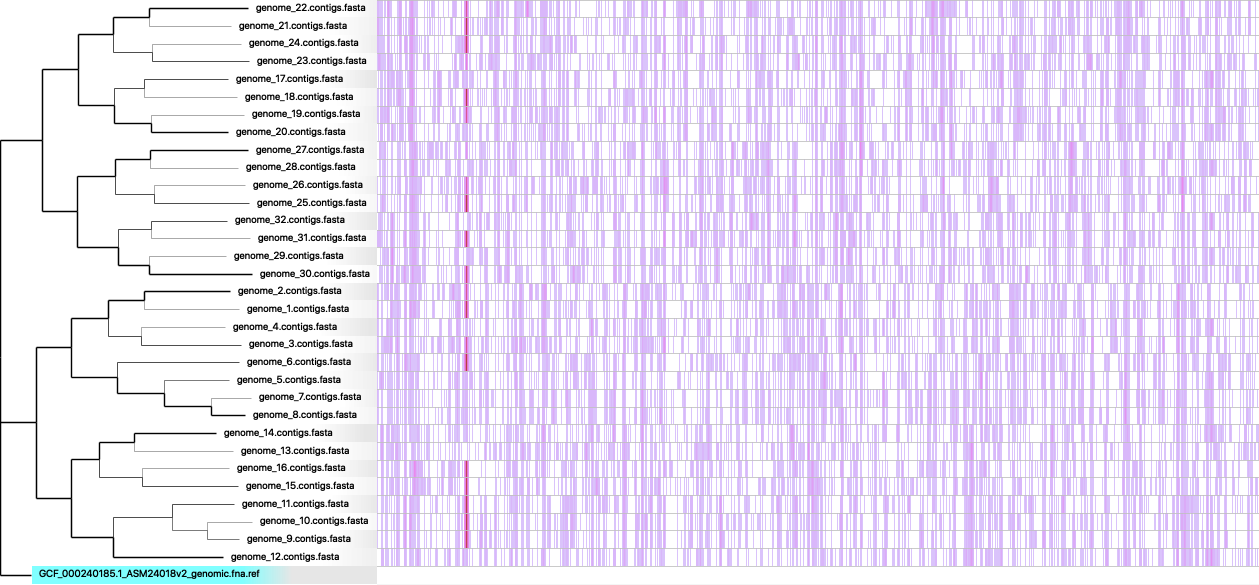 genome_22.contigs.fasta
genome_21.contigs.fasta
genome_24.contigs.fasta
genome_23.contigs.fasta
genome_17.contigs.fasta
genome_18.contigs.fasta
genome_19.contigs.fasta
genome_20.contigs.fasta
genome_27.contigs.fasta
genome_28.contigs.fasta
genome_26.contigs.fasta
genome_25.contigs.fasta
genome_32.contigs.fasta
genome_31.contigs.fasta
genome_29.contigs.fasta
genome_30.contigs.fasta
genome_2.contigs.fasta
genome_1.contigs.fasta
genome_4.contigs.fasta
genome_3.contigs.fasta
genome_6.contigs.fasta
genome_5.contigs.fasta
genome_7.contigs.fasta
genome_8.contigs.fasta
genome_14.contigs.fasta
genome_13.contigs.fasta
genome_16.contigs.fasta
genome_15.contigs.fasta
genome_11.contigs.fasta
genome_10.contigs.fasta
genome_9.contigs.fasta
genome_12.contigs.fasta
GCF_000240185.1_ASM24018v2_genomic.fna.ref